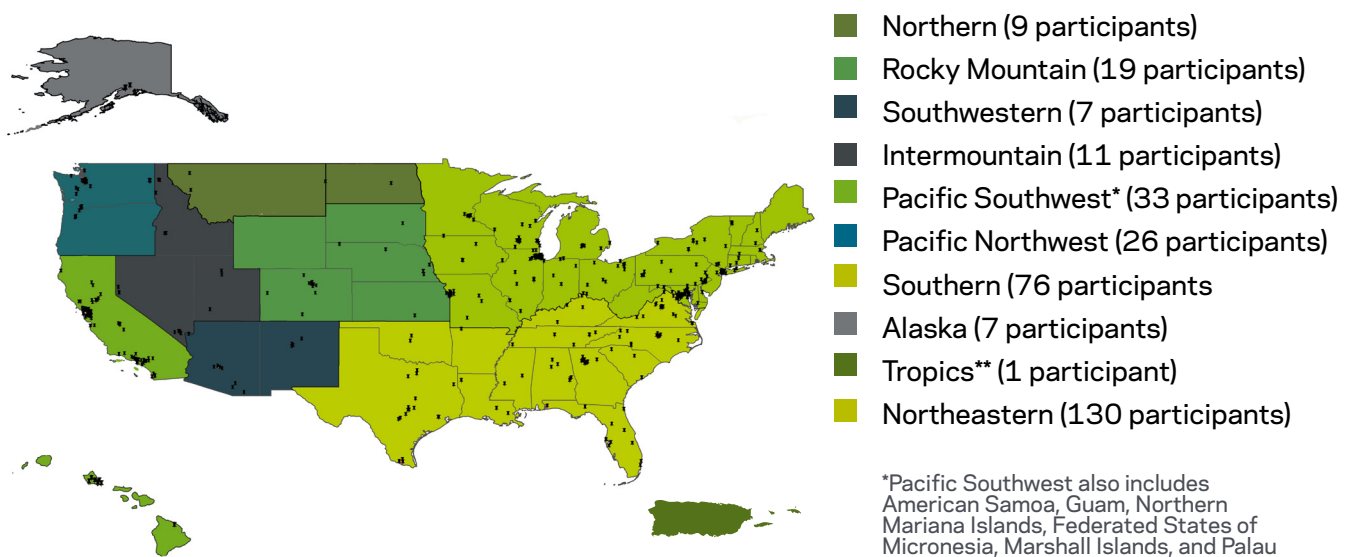 Northern (9 participants)
Rocky Mountain (19 participants)
Southwestern (7 participants)
Intermountain (11 participants)
Pacific Southwest* (33 participants)
Pacific Northwest (26 participants)
Southern (76 participants
Alaska (7 participants)
Tropics** (1 participant)
Northeastern (130 participants)
*Pacific Southwest also includes
American Samoa, Guam, Northern
Mariana Islands, Federated States of
Micronesia, Marshall Islands, and Palau